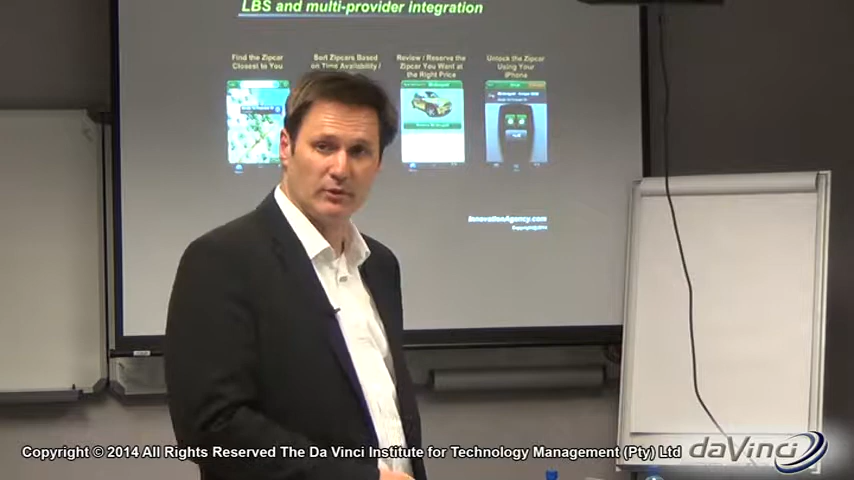 LBS and multi-provider integration
Find the Zipcar
Closest to You
Sort Zipcars Based
on Time Availability /
Review / Reserve the
Zipcar You Want at
the Right Price
Unlock the Zipcar
Using Your
iPhone
InnovationAgency.com
Copyright © 2014 All Rights Reserved The Da Vinci Institute for Technology Management (Pty) Ltd
daVinci